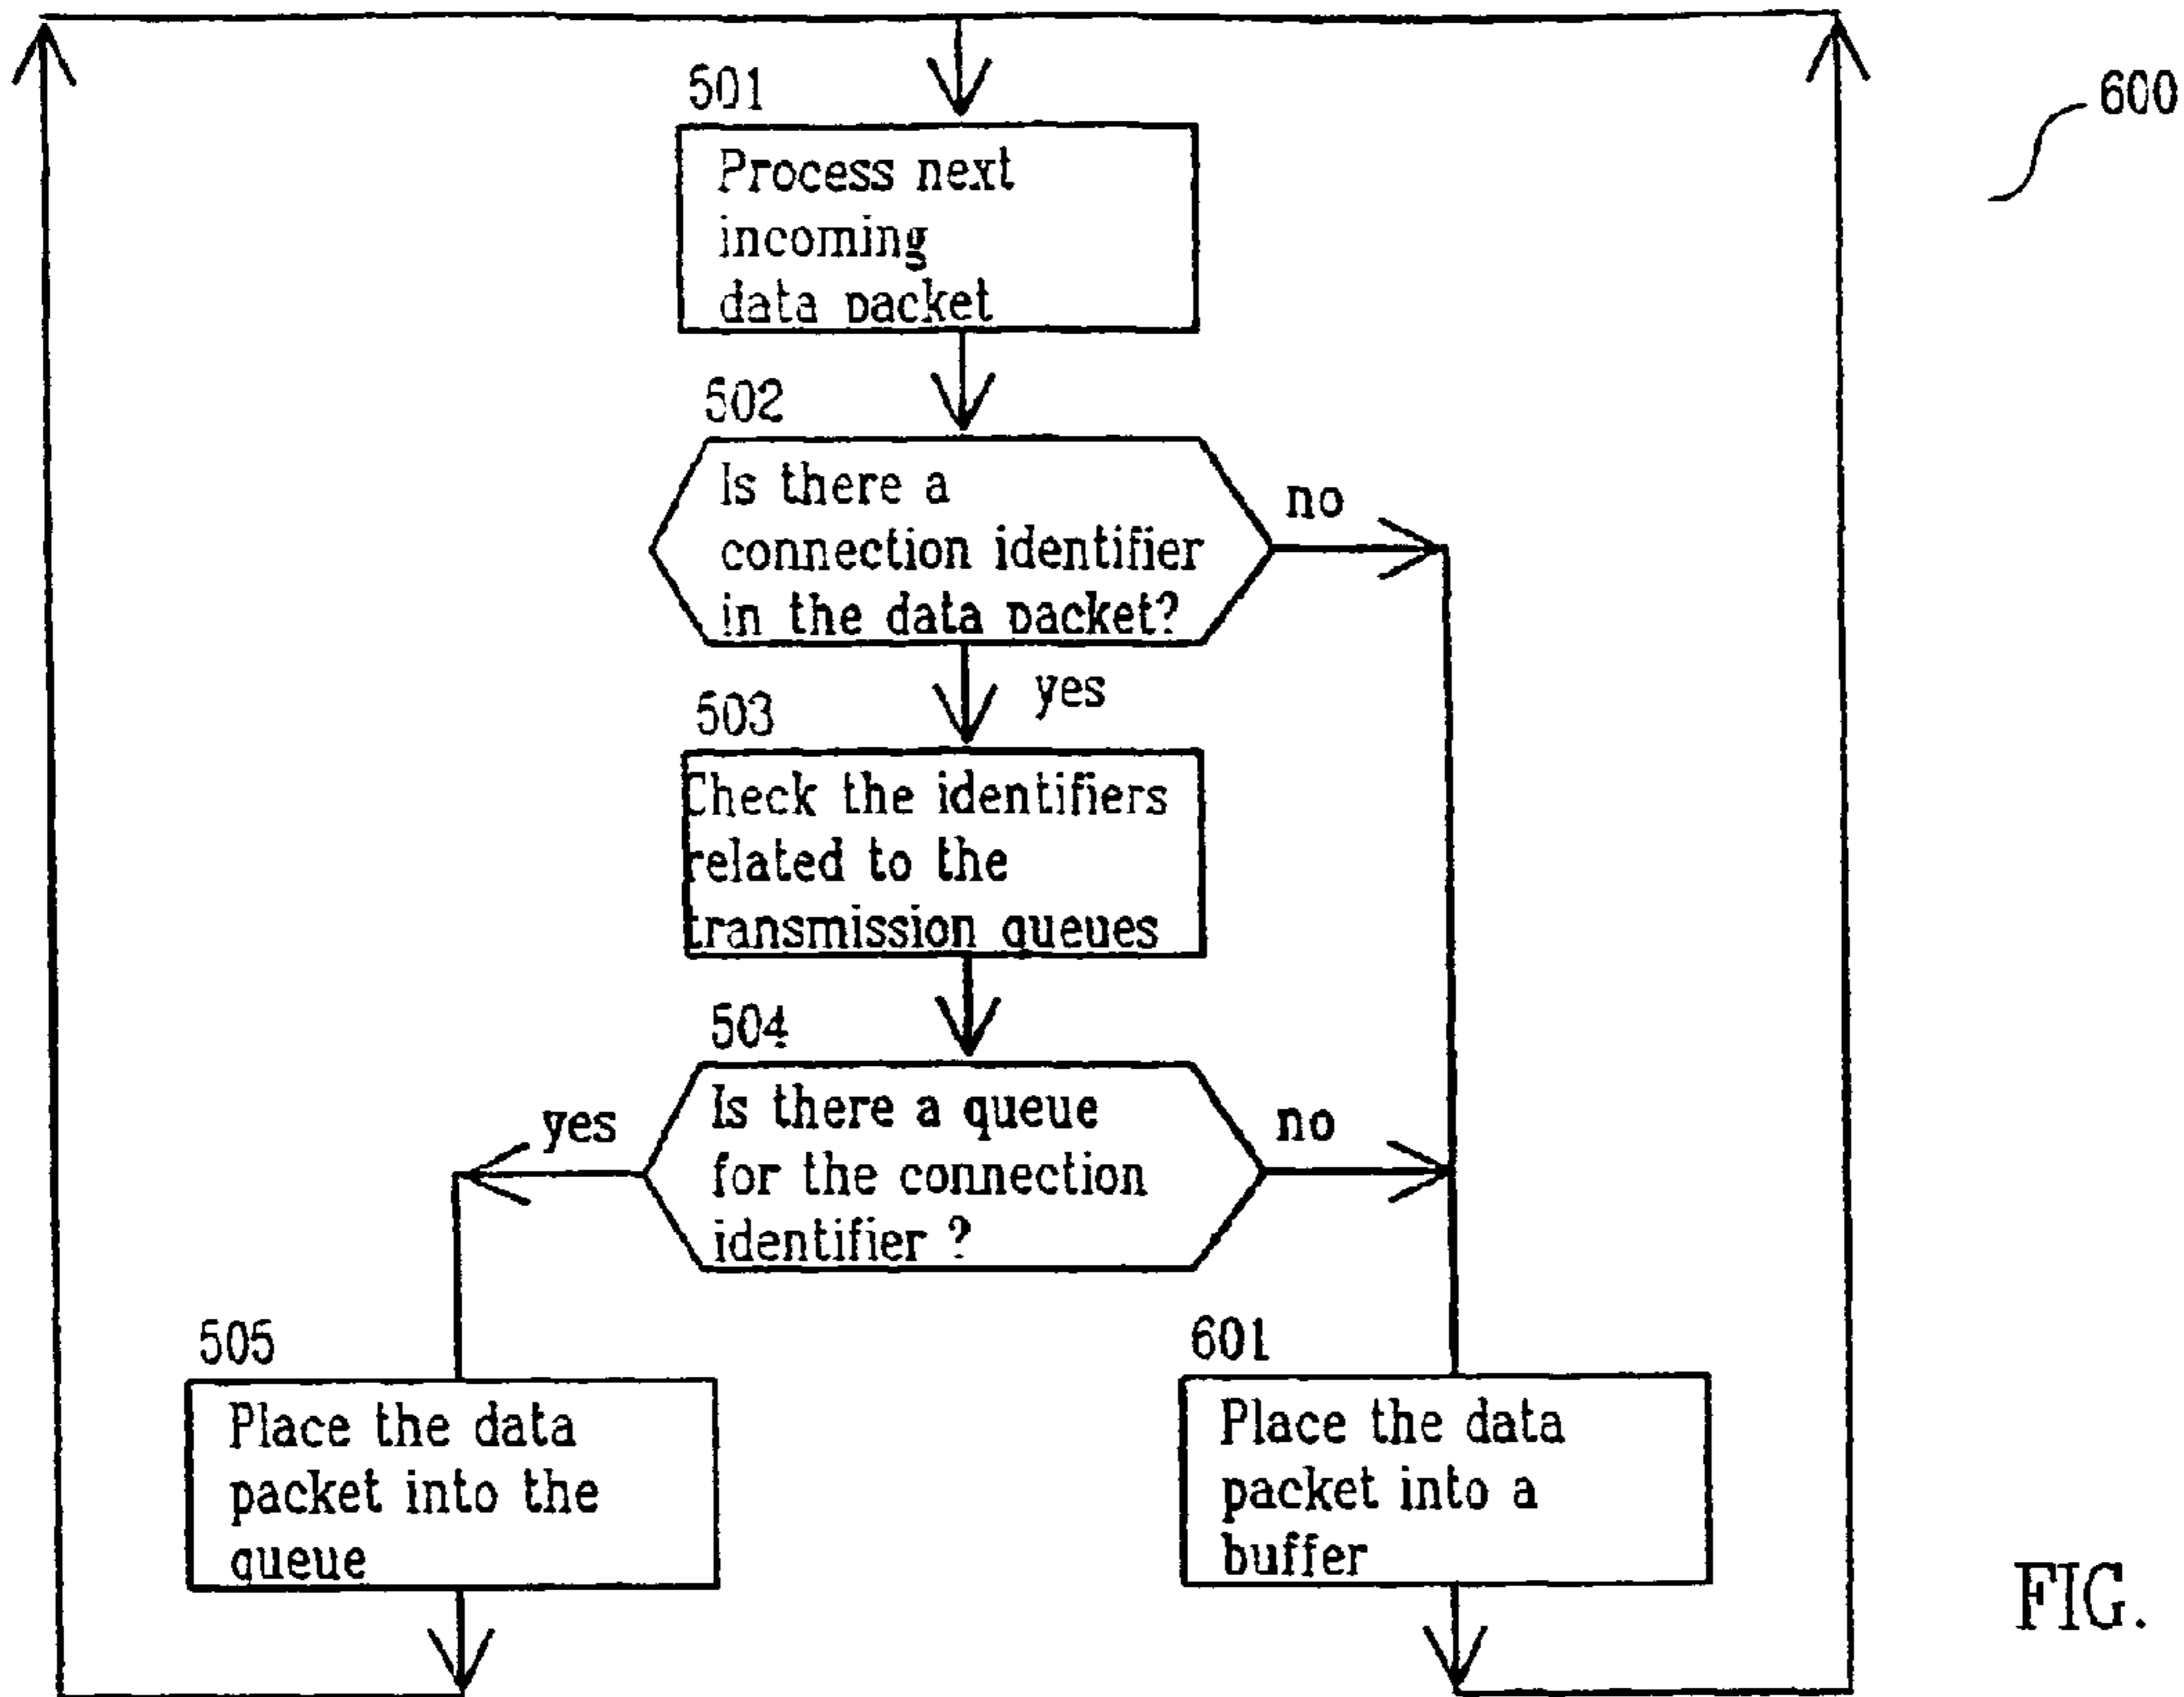 600
501
Process next
incoming
data packet
502
Is there a
connection identifier
in the data packet?
no
yes
503
Check the identifiers
related to the
transmission queues
504
Is there a queue
for the connection
identifier ?
yes
no
505
Place the data
packet into the
queue
601
Place the data
packet into a
buffer
FIG.